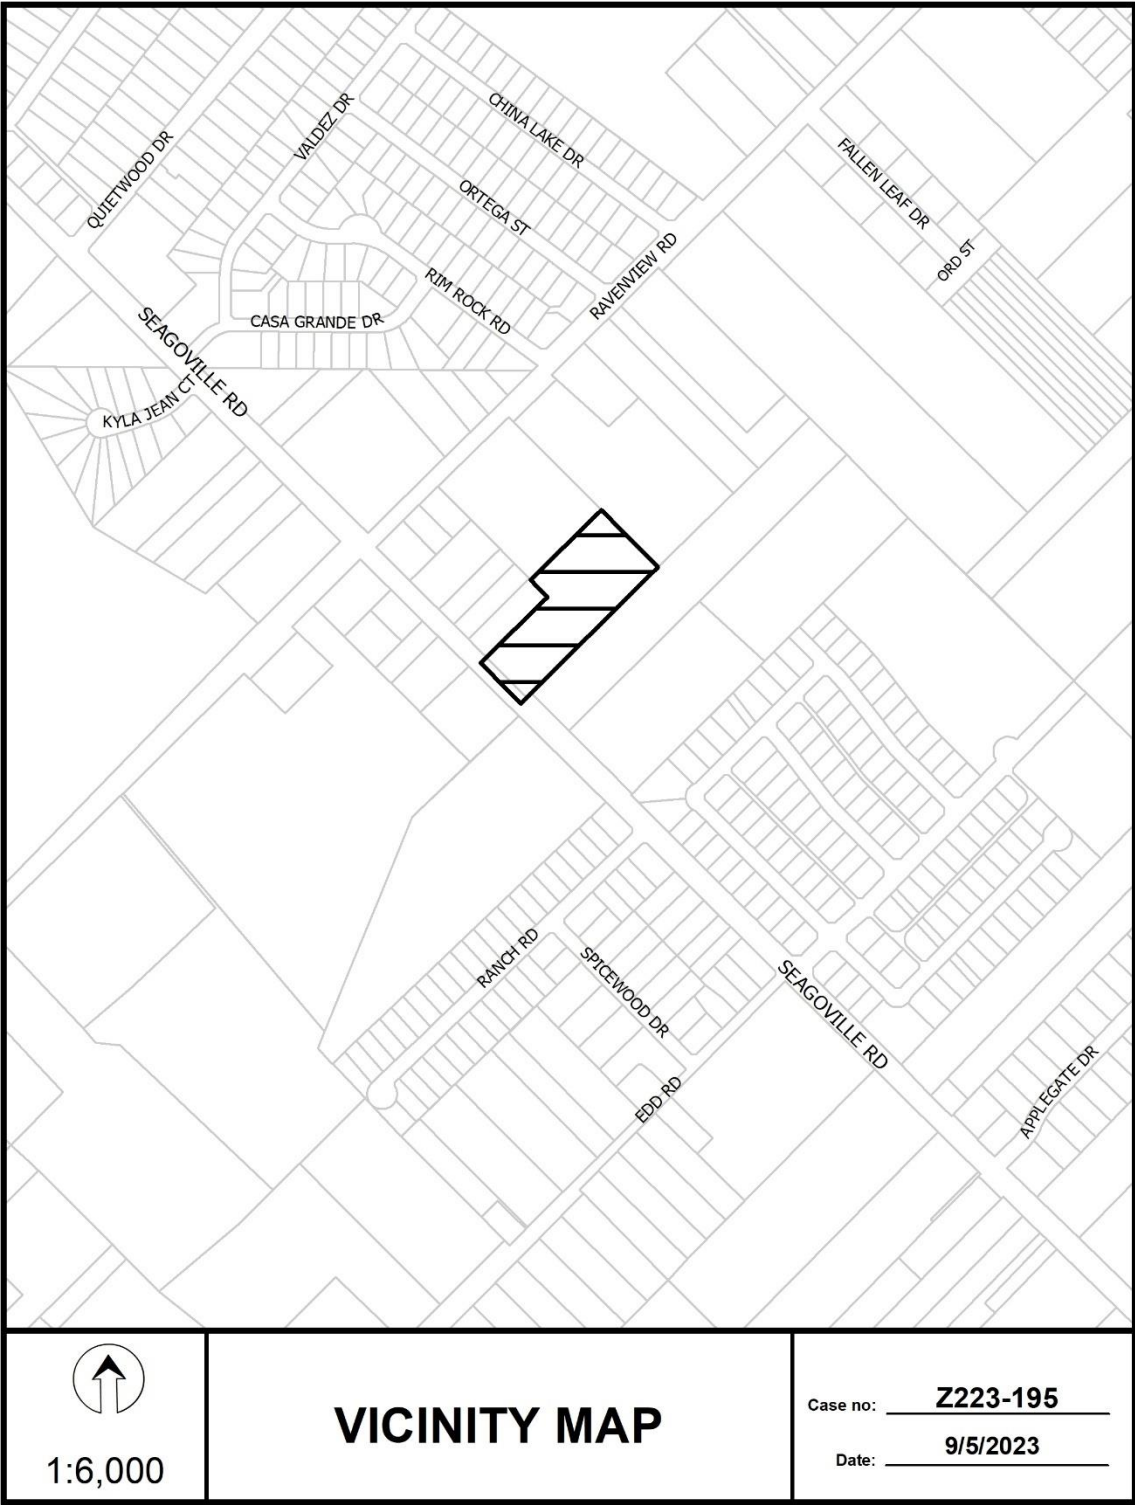 CHINA LAKE DR
VALDEZ DR
QUIETWOOD DR
FALLEN LEAF DR
ORTEGA ST
RAVENVIEW RD
ORD ST
RIM ROCK RD
CASA GRANDE DR
SEAGOVILLE RD
KYLA JEAN CT
RANCH RD
SPICEWOOD DR
SEAGOVILLE RD
EDD RD
APPLEGATE DR
1:6,000
VICINITY MAP
Case no: Z223-195
Date: 9/5/2023